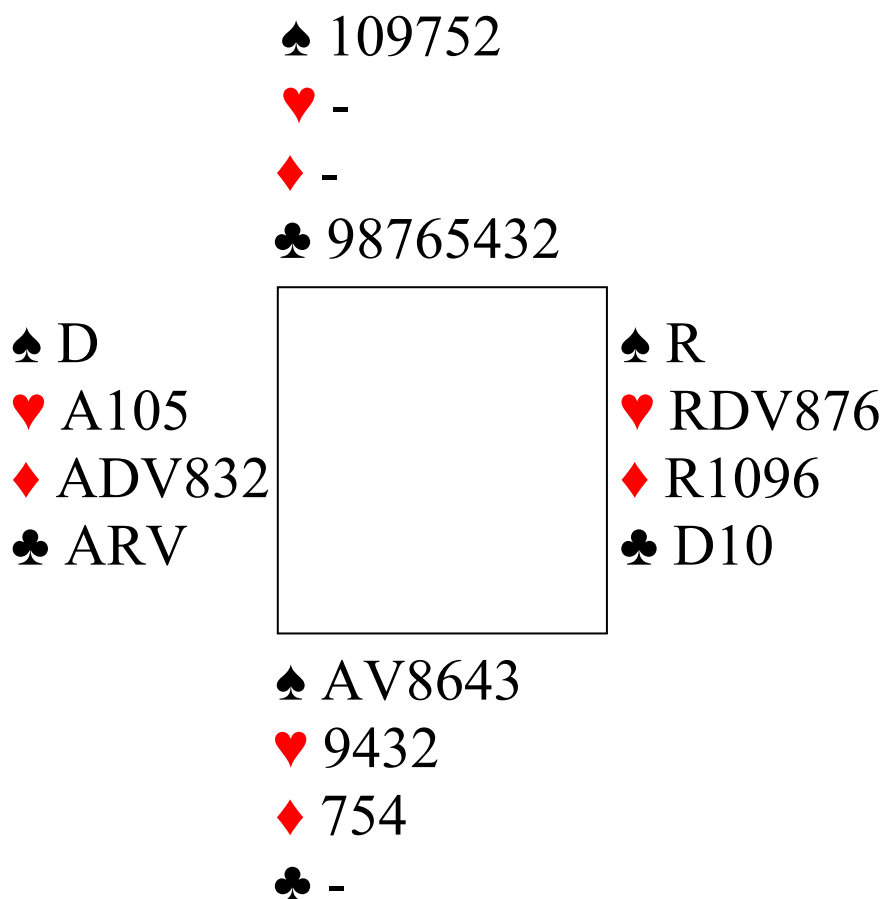 ♠ 109752
♥ -
♦ -
♣ 98765432
♠ D
♥ A105
♦ ADV832
♣ ARV
♠ R
♥ RDV876
♦ R1096
♣ D10
♠ AV8643
♥ 9432
♦ 754
♣ -